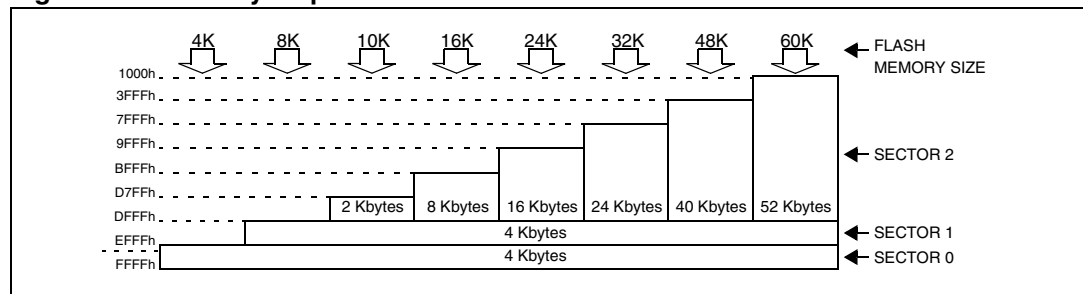 4K 8K 10K 16K 24K 32K 48K 60K
FLASH
MEMORY SIZE
1000h
3FFFh
7FFFh
9FFFh
BFFFh
SECTOR 2
D7FFh
2 Kbytes 8 Kbytes 16 Kbytes 24 Kbytes 40 Kbytes 52 Kbytes
DFFFh
4 Kbytes
SECTOR 1
EFFFh
4 Kbytes
SECTOR 0
FFFFh